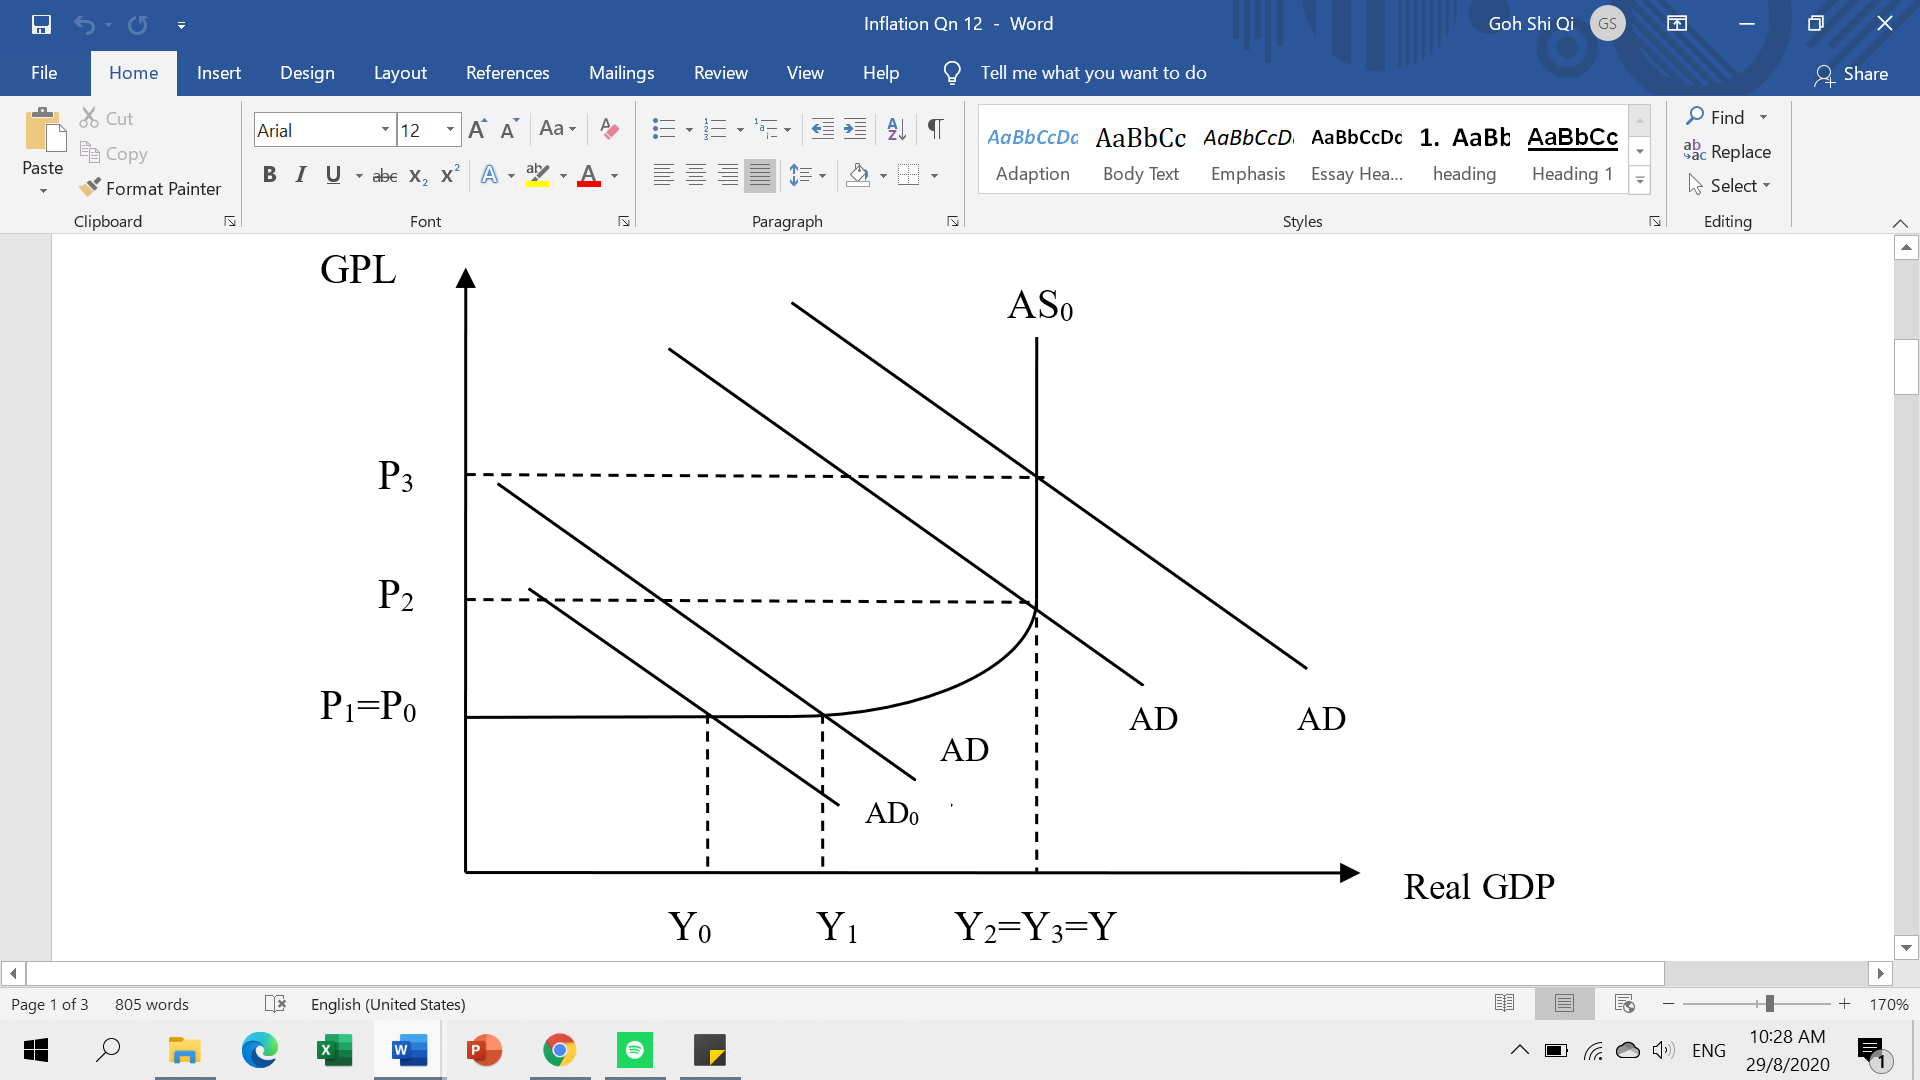 Inflation Qn 12 - Word
Goh Shi Qi GS
File Home Insert Design Layout References Mailings Review View Help Tell me what you want to do Share
Paste
Cut
Copy
Format Painter
Clipboard
Arial 12
Font
Paragraph
AaBbCcDd AaBbCc AaBbCcD AaBbCcDd 1. AaBb AaBbCc
Adaption Body Text Emphasis Essay Hea... heading Heading 1
Styles
Find
Replace
Select
Editing
GPL
AS0
P3
P2
P1=P0
AD
AD
AD
AD0
Real GDP
Y0 Y1 Y2=Y3=Y
Page 1 of 3 805 words English (United States) 170%
ENG
10:28 AM
29/8/2020
1